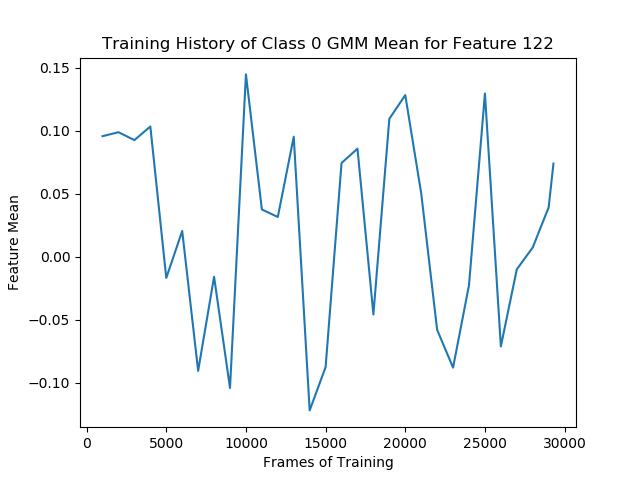 Training History of Class 0 GMM Mean for Feature 122
0.15
0.10
0.05
0.00
−0.05
−0.10
Feature Mean
0 5000 10000 15000 20000 25000 30000
Frames of Training